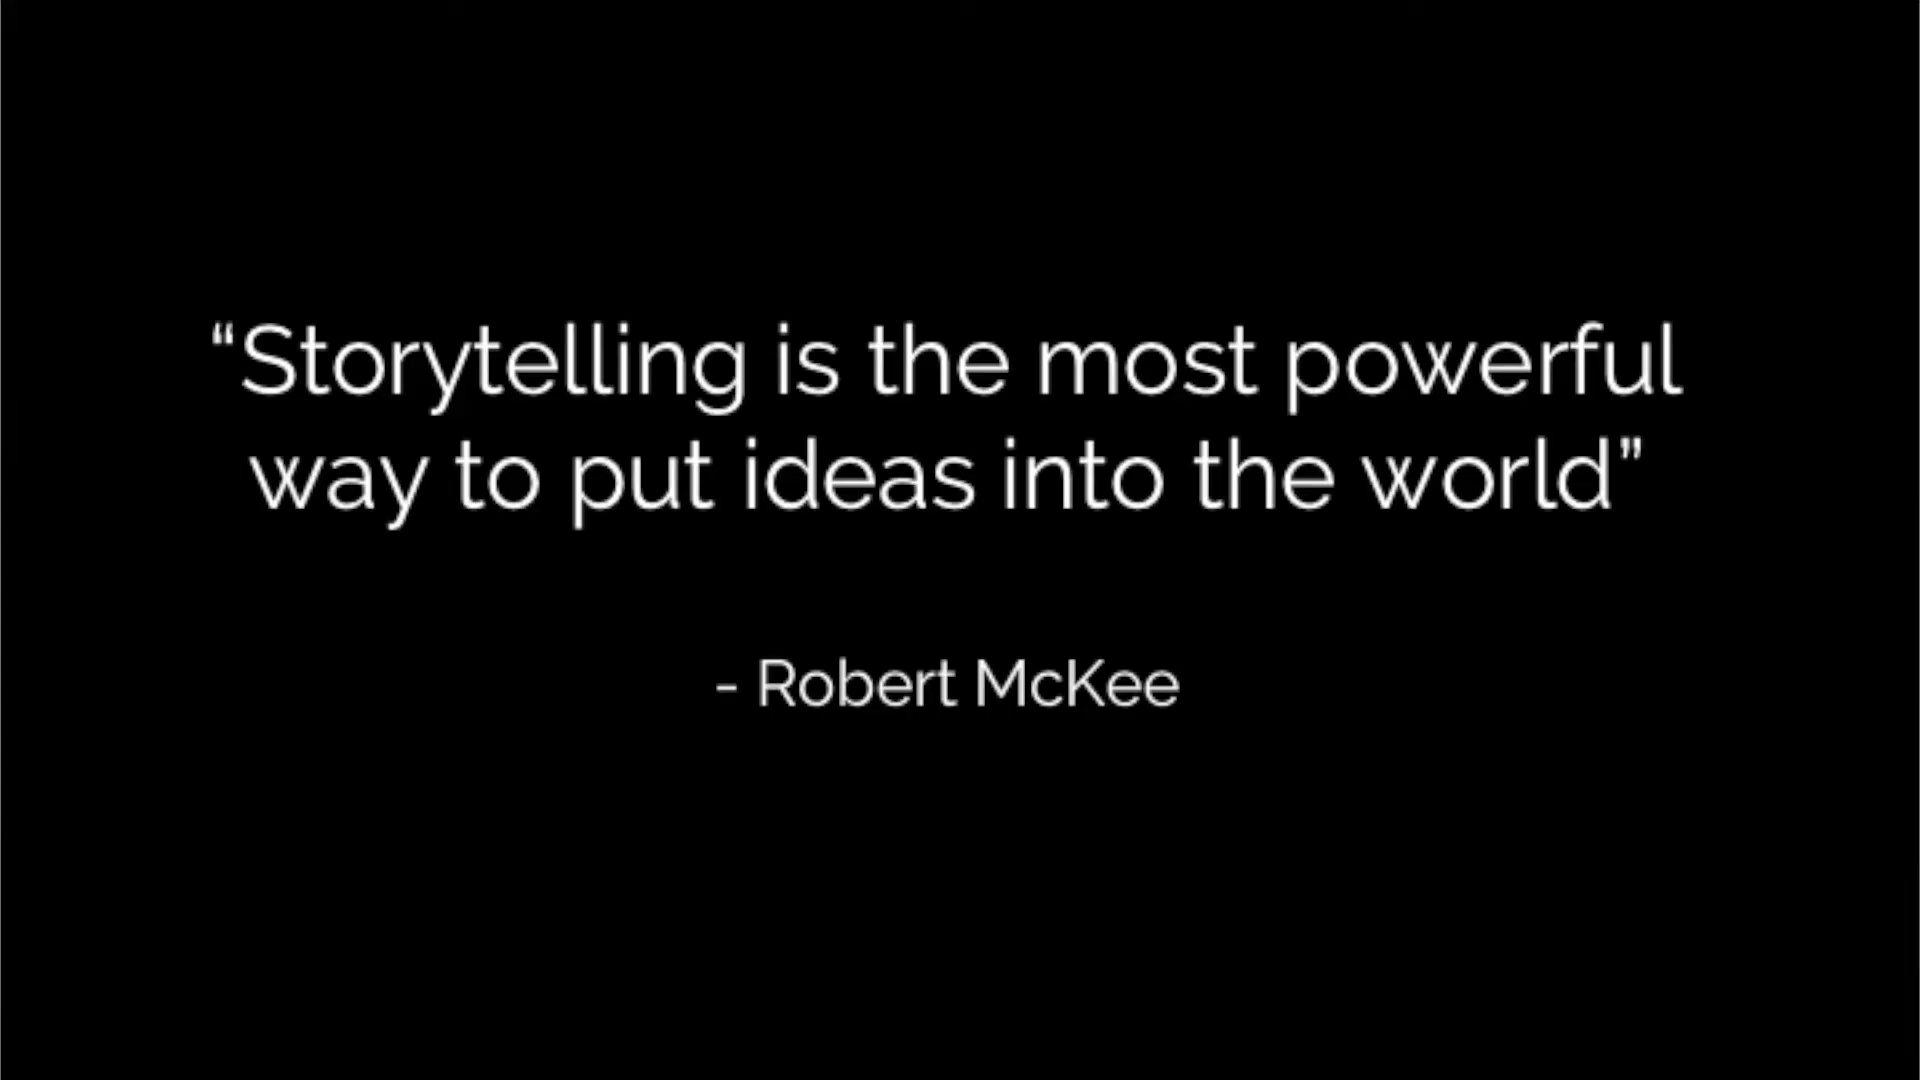 “Storytelling is the most powerful
way to put ideas into the world”
- Robert McKee